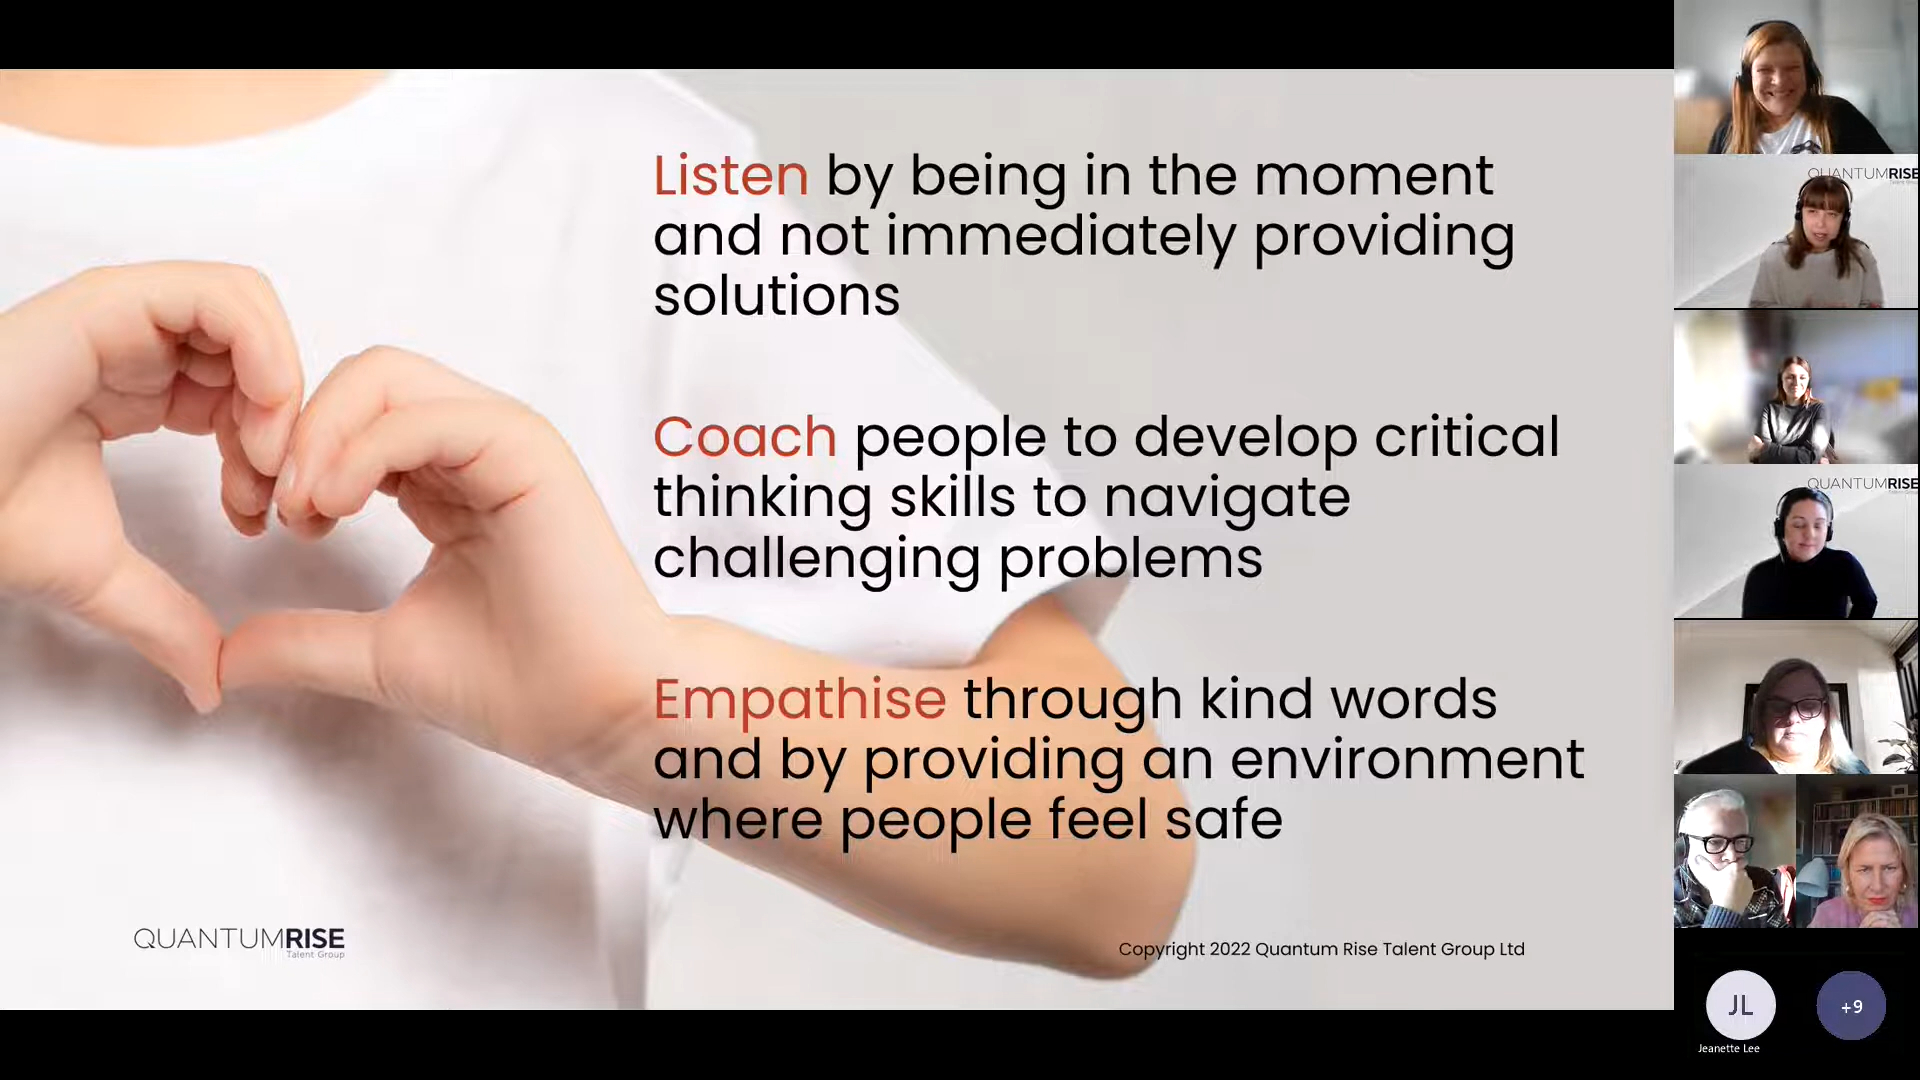 Listen by being in the moment
and not immediately providing
solutions
Coach people to develop critical
thinking skills to navigate
challenging problems
Empathise through kind words
and by providing an environment
where people feel safe
QUANTUMRISE
Talent Group
Copyright 2022 Quantum Rise Talent Group Ltd
QUANTUMRISE
QUANTUMRISE
Talent Group
JL
+9
Jeanette Lee